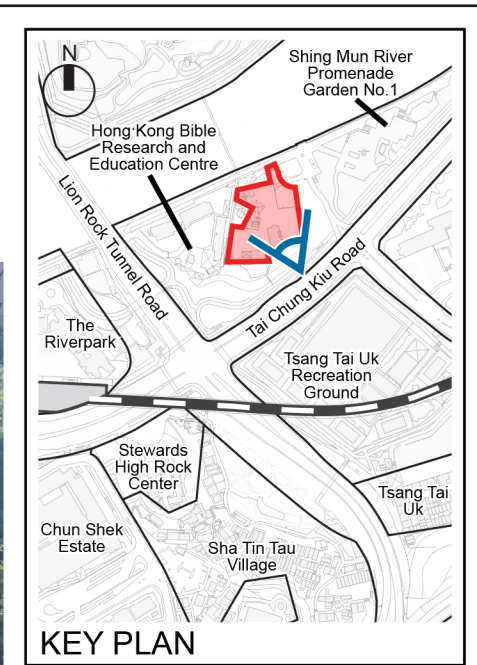 N
Shing Mun River
Promenade
Garden No.1
Hong Kong Bible
Research and
Education Centre
Lion Rock Tunnel Road
Tai Chung Kiu Road
The
Riverpark
Tsang Tai Uk
Recreation
Ground
Stewards
High Rock
Center
Tsang Tai
Uk
Chun Shek
Estate
Sha Tin Tau
Village
KEY PLAN